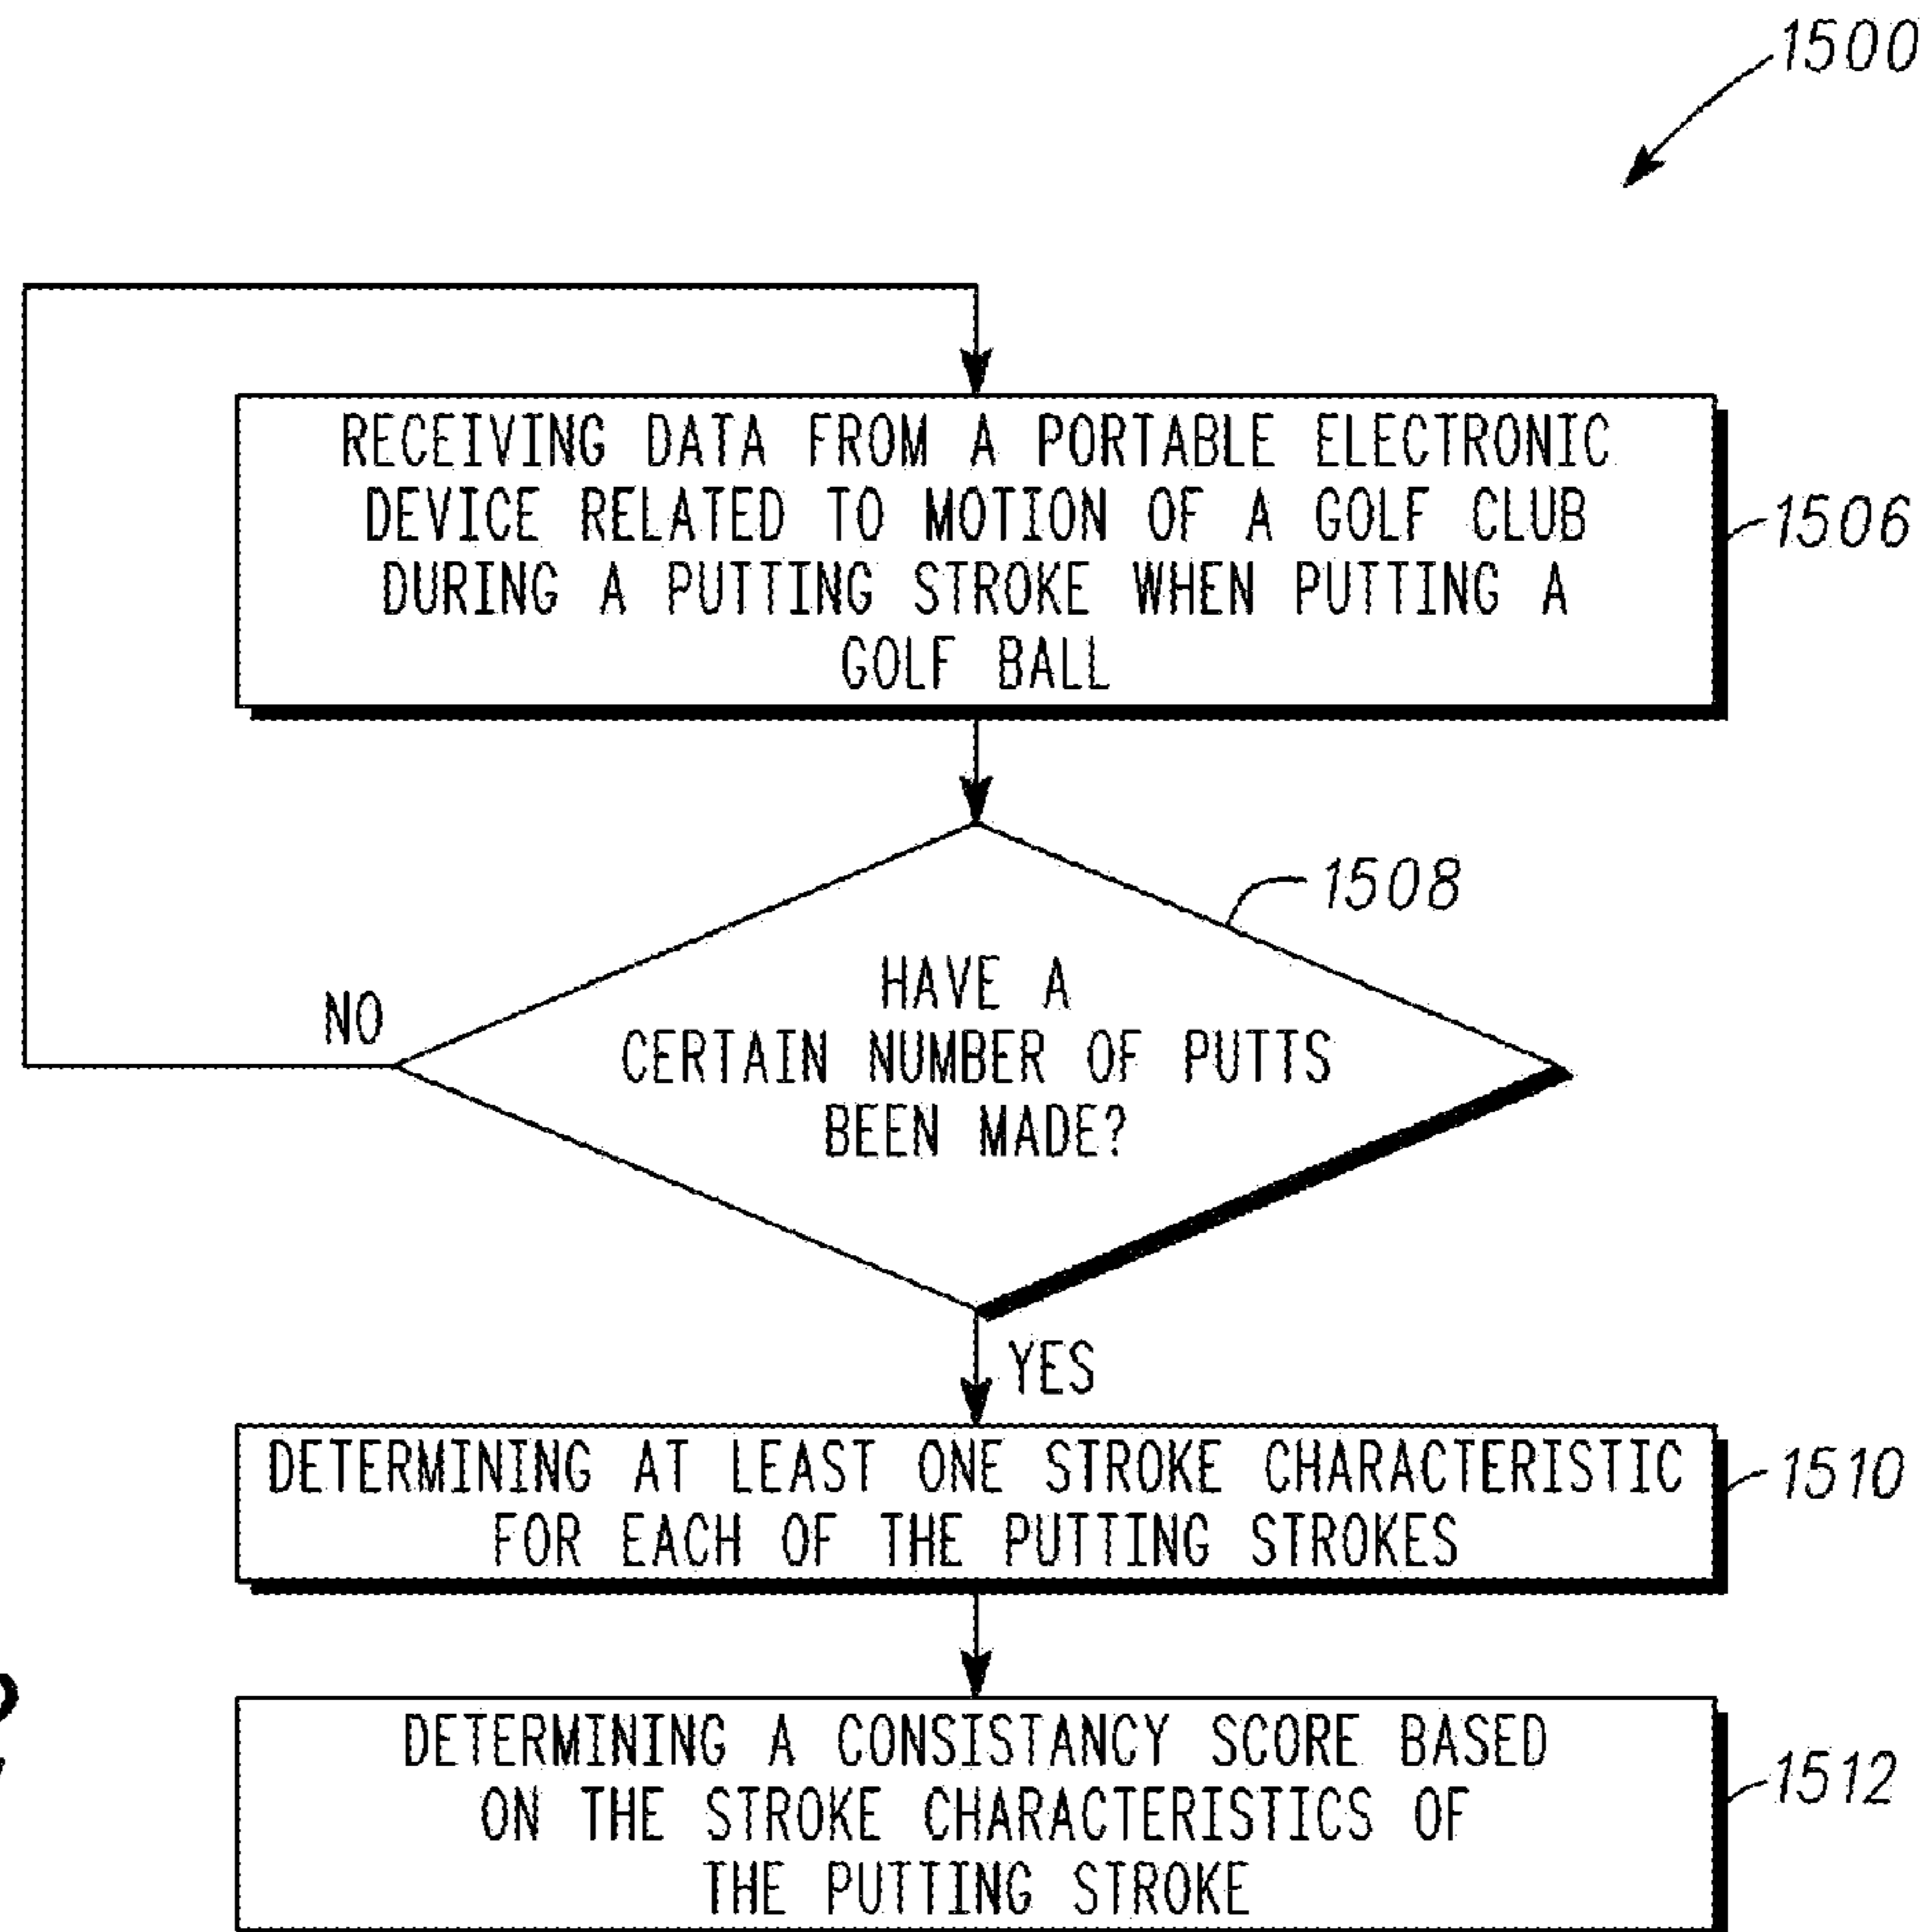 1500
RECEIVING DATA FROM A PORTABLE ELECTRONIC
DEVICE RELATED TO MOTION OF A GOLF CLUB
DURING A PUTTING STROKE WHEN PUTTING A
GOLF BALL
1506
1508
HAVE A
CERTAIN NUMBER OF PUTTS
BEEN MADE?
NO
YES
DETERMINING AT LEAST ONE STROKE CHARACTERISTIC
FOR EACH OF THE PUTTING STROKES
1510
DETERMINING A CONSISTANCY SCORE BASED
ON THE STROKE CHARACTERISTICS OF
THE PUTTING STROKE
1512